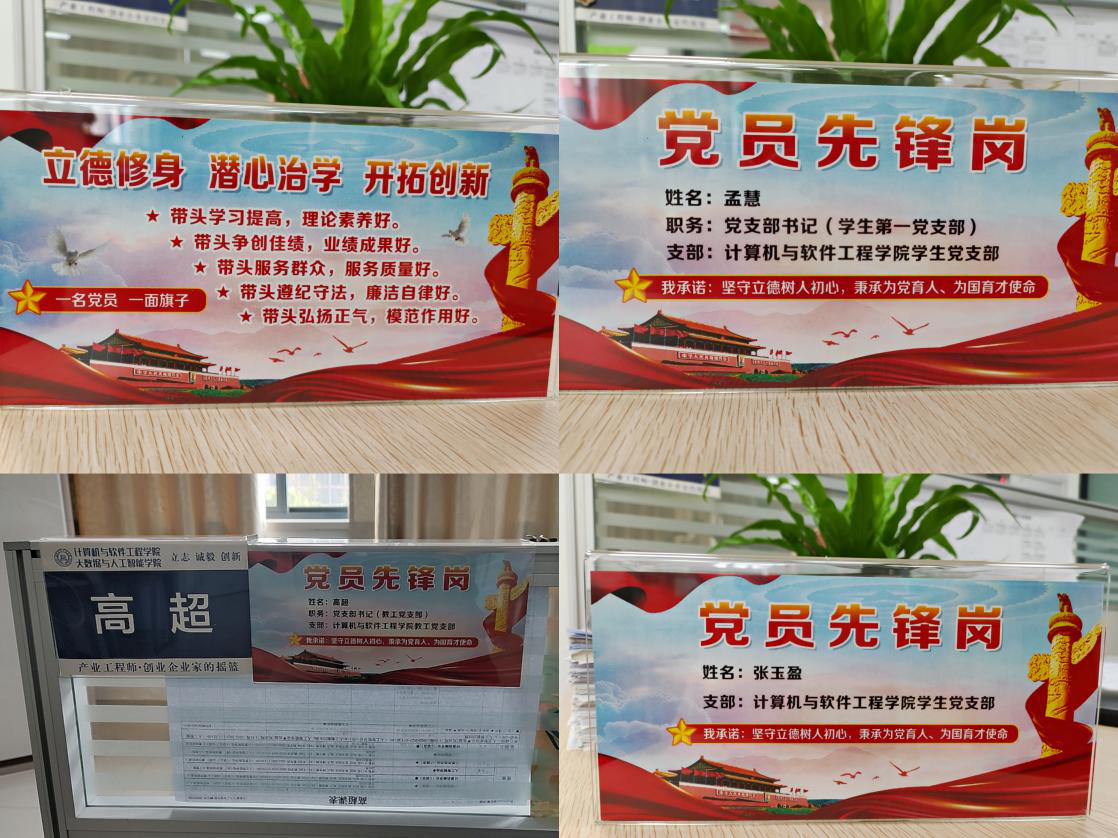 立德修身 潜心治学 开拓创新
★ 带头学习提高，理论素养好。
★ 带头争创佳绩，业绩成果好。
★ 带头服务群众，服务质量好。
★ 带头遵纪守法，廉洁自律好。
★ 带头弘扬正气，模范作用好。
一名党员 一面旗子
党员先锋岗
姓名：孟慧
职务：党支部书记（学生第一党支部）
支部：计算机与软件工程学院学生党支部
我承诺：坚守立德树人初心，秉承为党育人、为国育才使命
计算机与软件工程学院
大数据与人工智能学院
立志 诚毅 创新
高 超
产业工程师·创业企业家的摇篮
党员先锋岗
姓名：高超
职务：党支部书记（教工党支部）
支部：计算机与软件工程学院教工党支部
我承诺：坚守立德树人初心，秉承为党育人、为国育才使命
高超课表
党员先锋岗
姓名：张玉盈
支部：计算机与软件工程学院学生党支部
我承诺：坚守立德树人初心，秉承为党育人、为国育才使命